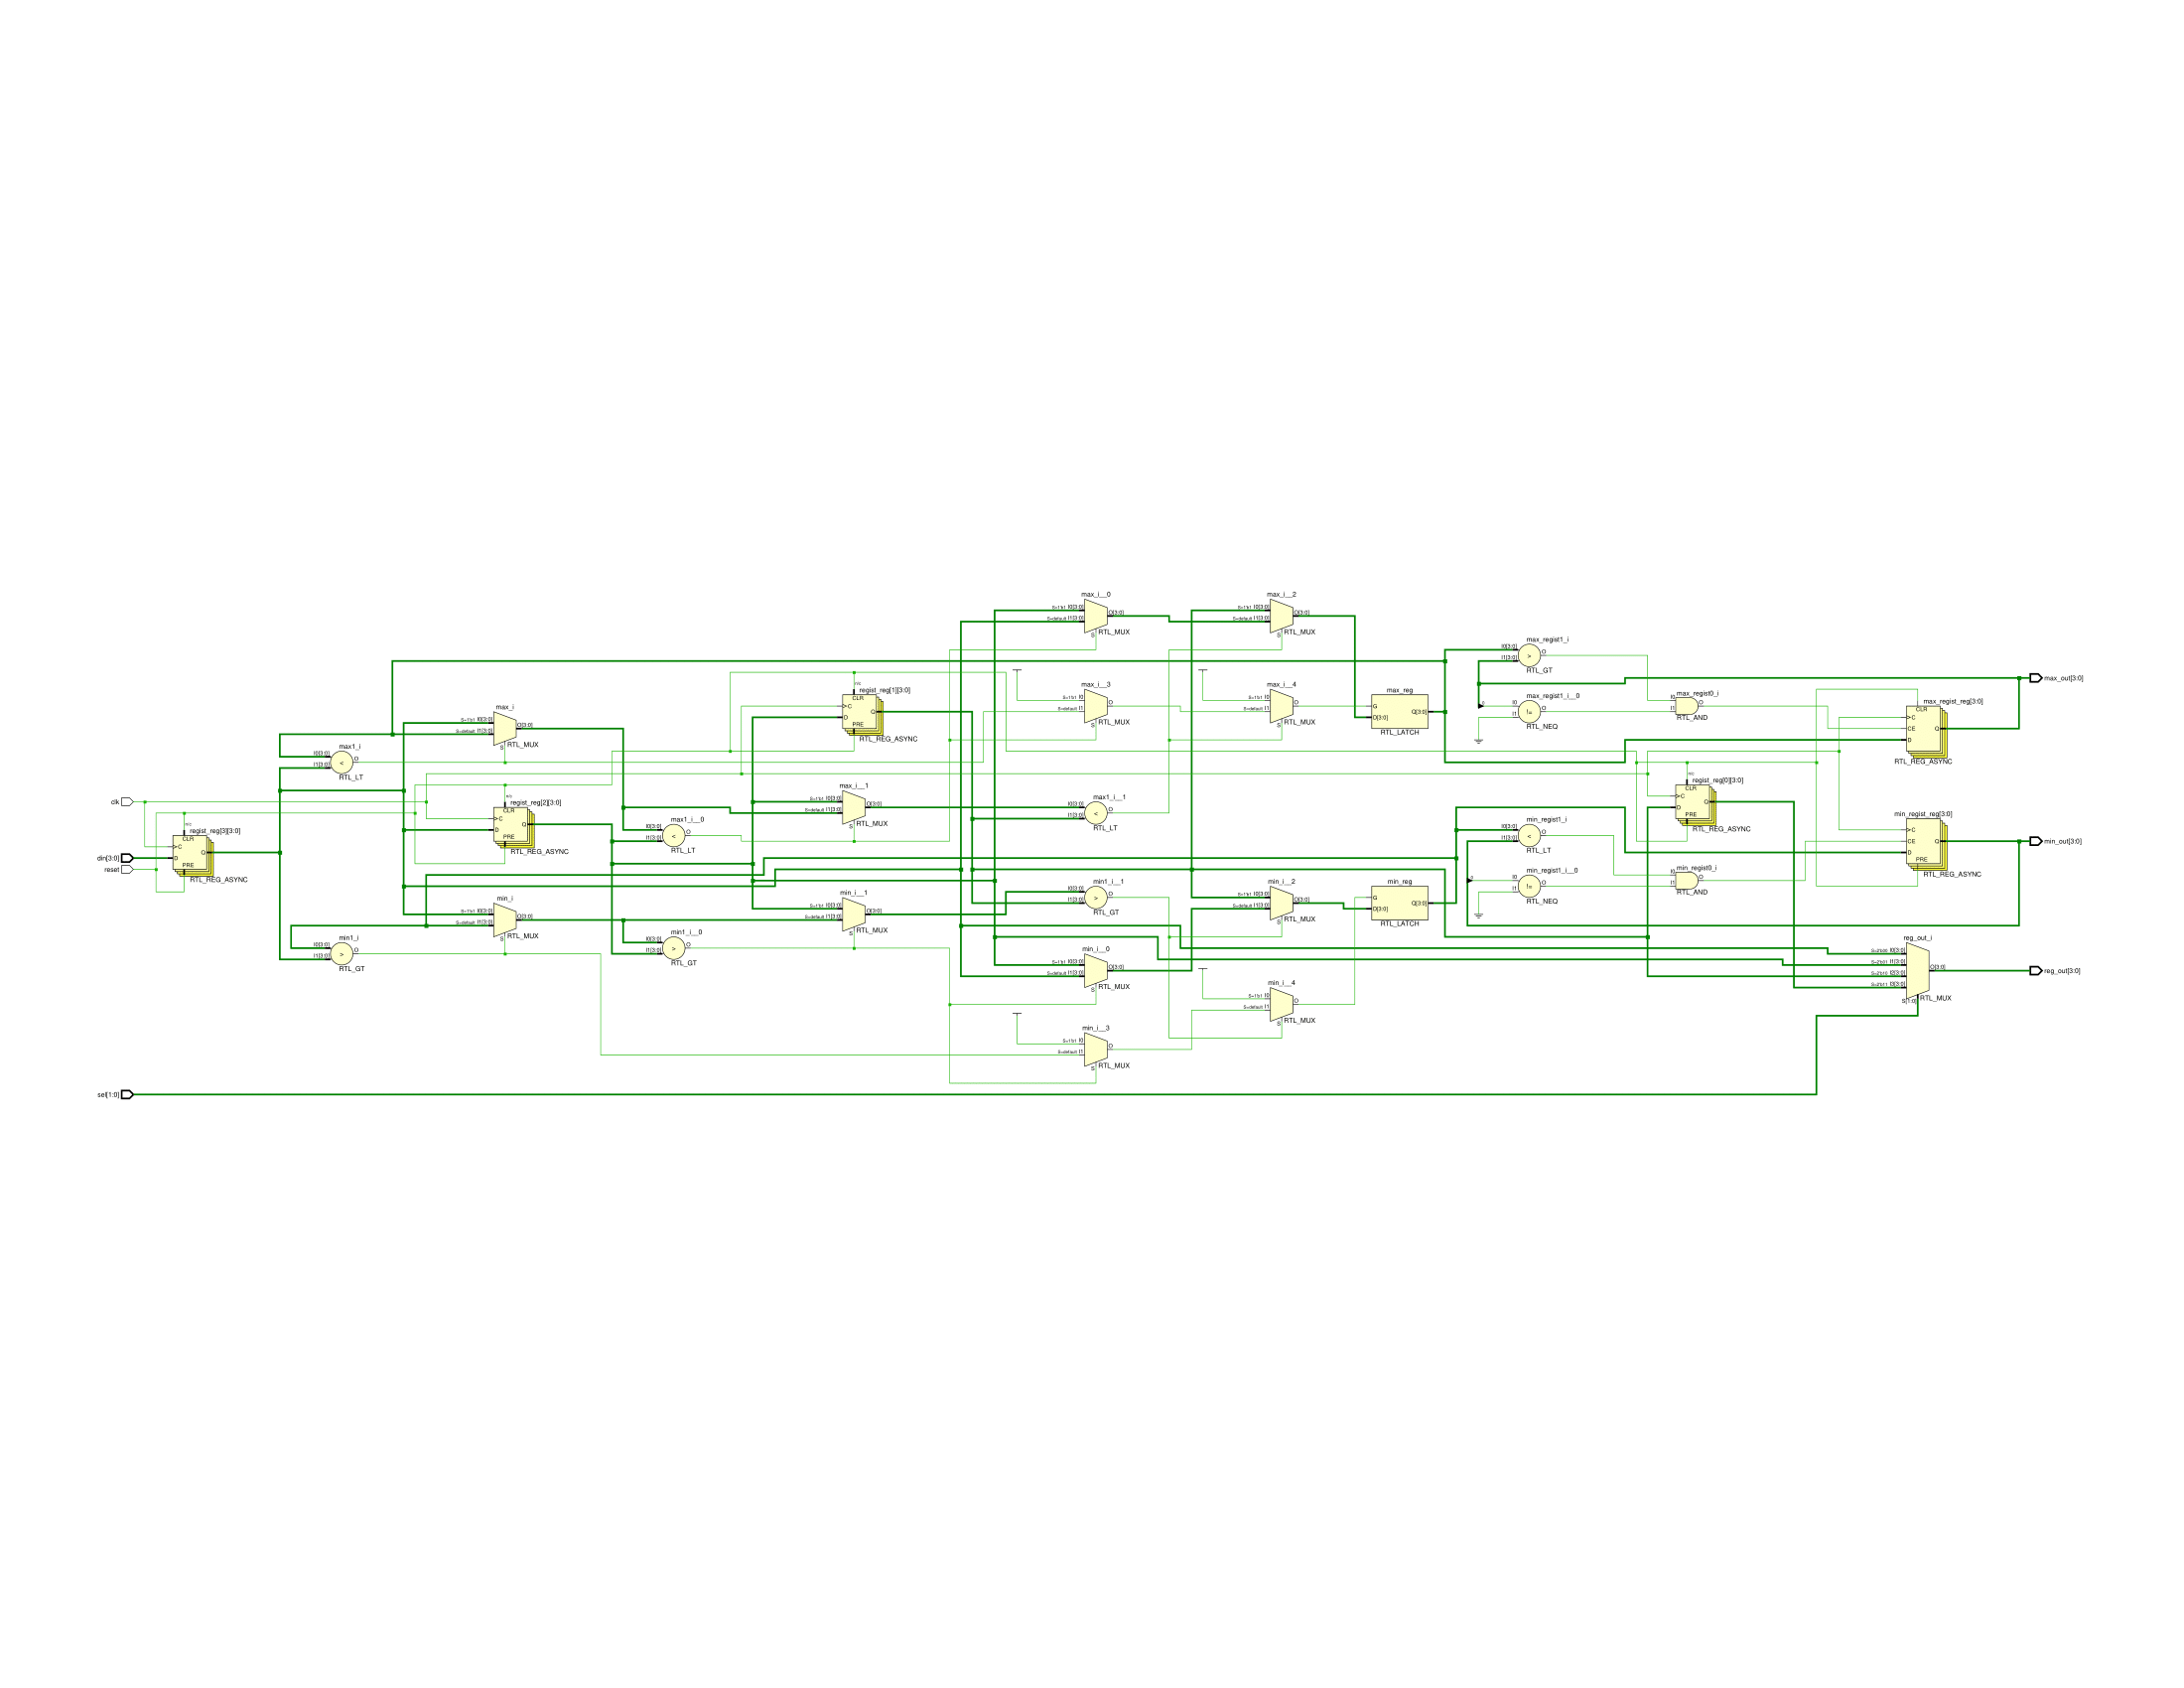 clk
din[3:0]
reset
sel[1:0]
regist_reg[3][3:0]
CLR
C
D
Q
PRE
RTL_REG_ASYNC
max1_i
I0[3:0]
I1[3:0]
O
<
RTL_LT
min1_i
I0[3:0]
I1[3:0]
O
>
RTL_GT
max_i
S=1'b1 I0[3:0]
S=default I1[3:0]
O[3:0]
S
RTL_MUX
regist_reg[2][3:0]
CLR
C
D
Q
PRE
RTL_REG_ASYNC
min_i
S=1'b1 I0[3:0]
S=default I1[3:0]
O[3:0]
S
RTL_MUX
max1_i__0
I0[3:0]
I1[3:0]
O
<
RTL_LT
min1_i__0
I0[3:0]
I1[3:0]
O
>
RTL_GT
regist_reg[1][3:0]
CLR
C
D
Q
PRE
RTL_REG_ASYNC
max_i__1
S=1'b1 I0[3:0]
S=default I1[3:0]
O[3:0]
S
RTL_MUX
min_i__1
S=1'b1 I0[3:0]
S=default I1[3:0]
O[3:0]
S
RTL_MUX
max_i__0
S=1'b1 I0[3:0]
S=default I1[3:0]
O[3:0]
S
RTL_MUX
max_i__3
S=1'b1 I0
S=default I1
O
S
RTL_MUX
max1_i__1
I0[3:0]
I1[3:0]
O
<
RTL_LT
min1_i__1
I0[3:0]
I1[3:0]
O
>
RTL_GT
min_i__0
S=1'b1 I0[3:0]
S=default I1[3:0]
O[3:0]
S
RTL_MUX
min_i__3
S=1'b1 I0
S=default I1
O
S
RTL_MUX
max_i__2
S=1'b1 I0[3:0]
S=default I1[3:0]
O[3:0]
S
RTL_MUX
max_i__4
S=1'b1 I0
S=default I1
O
S
RTL_MUX
min_i__2
S=1'b1 I0[3:0]
S=default I1[3:0]
O[3:0]
S
RTL_MUX
min_i__4
S=1'b1 I0
S=default I1
O
S
RTL_MUX
max_reg
G
D[3:0]
Q[3:0]
RTL_LATCH
min_reg
G
D[3:0]
Q[3:0]
RTL_LATCH
max_regist1_i
I0[3:0]
I1[3:0]
O
>
RTL_GT
max_regist1_i__0
I0
I1
O
!=
RTL_NEQ
min_regist1_i
I0[3:0]
I1[3:0]
O
<
RTL_LT
min_regist1_i__0
I0
I1
O
!=
RTL_NEQ
max_regist0_i
I0
I1
O
RTL_AND
regist_reg[0][3:0]
CLR
C
D
Q
PRE
RTL_REG_ASYNC
min_regist0_i
I0
I1
O
RTL_AND
max_regist_reg[3:0]
CLR
C
CE
D
Q
RTL_REG_ASYNC
min_regist_reg[3:0]
C
CE
D
Q
PRE
RTL_REG_ASYNC
reg_out_i
S=2'b00 I0[3:0]
S=2'b01 I1[3:0]
S=2'b10 I2[3:0]
S=2'b11 I3[3:0]
O[3:0]
S[1:0]
RTL_MUX
max_out[3:0]
min_out[3:0]
reg_out[3:0]